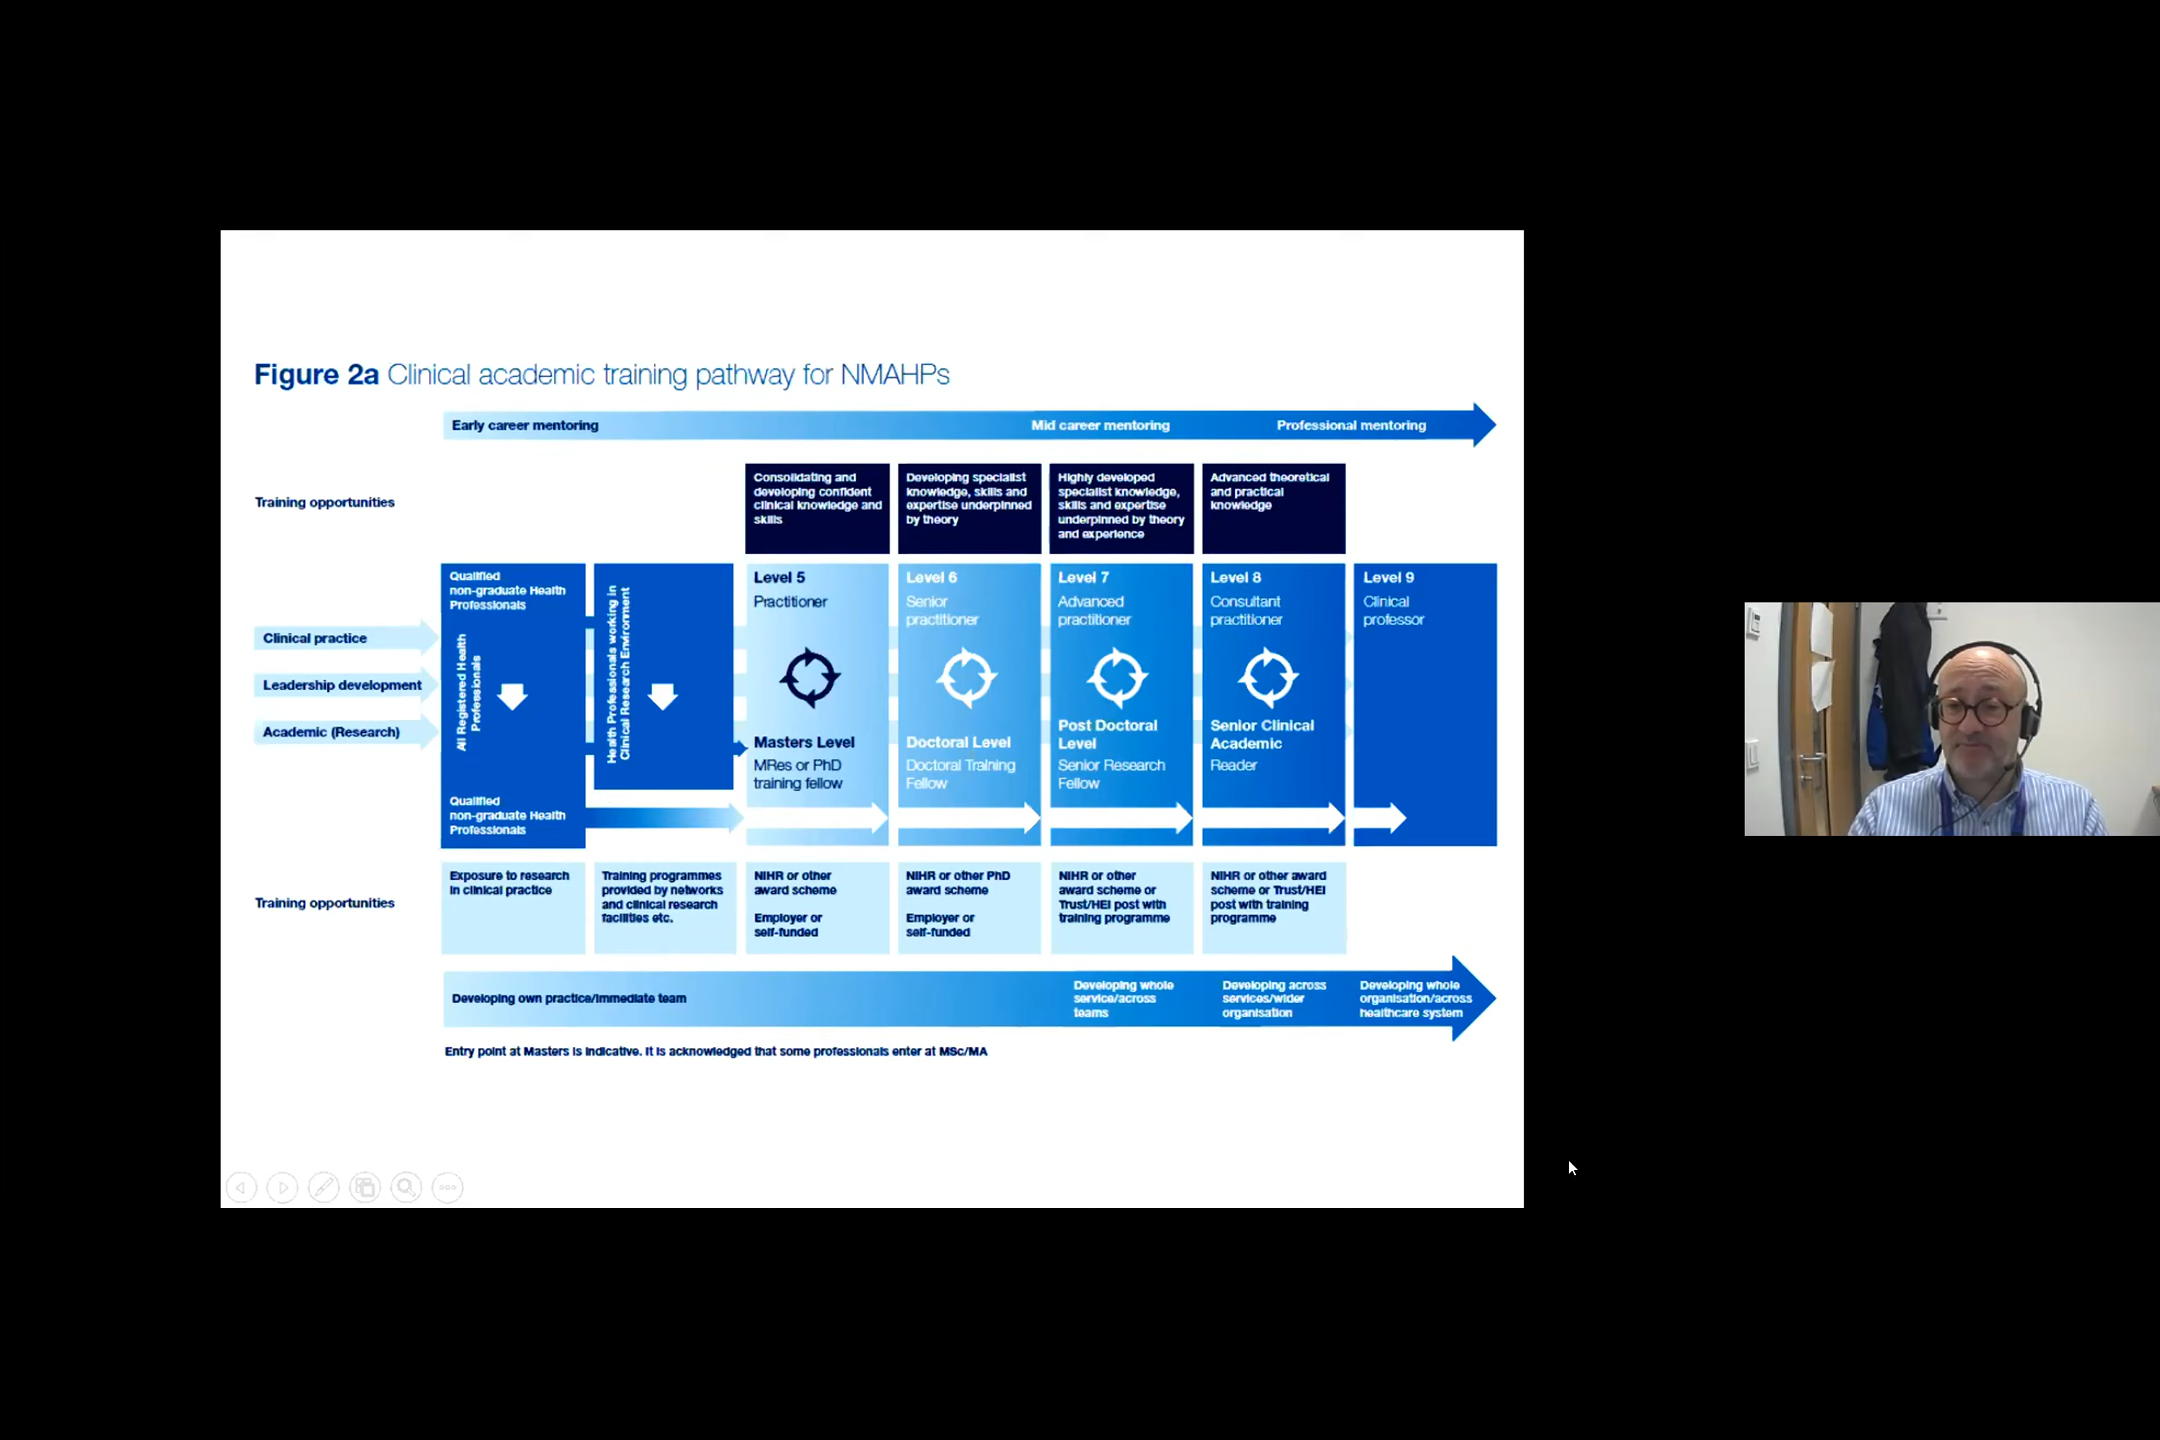 Figure 2a Clinical academic training pathway for NMAHPs
Early career mentoring
Mid career mentoring
Professional mentoring
Training opportunities
Consolidating and
developing confident
clinical knowledge and
skills
Developing specialist
knowledge, skills and
expertise underpinned
by theory
Highly developed
specialist knowledge,
skills and expertise
underpinned by theory
and experience
Advanced theoretical
and practical
knowledge
Clinical practice
Leadership development
Academic (Research)
Qualified
non-graduate Health
Professionals
All Registered Health
Professionals
Qualified
non-graduate Health
Professionals
Health Professionals working in
Clinical Research Environment
Level 5
Practitioner
Masters Level
MRes or PhD
training fellow
Level 6
Senior
practitioner
Doctoral Level
Doctoral Training
Fellow
Level 7
Advanced
practitioner
Post Doctoral
Level
Senior Research
Fellow
Level 8
Consultant
practitioner
Senior Clinical
Academic
Reader
Level 9
Clinical
professor
Training opportunities
Exposure to research
in clinical practice
Training programmes
provided by networks
and clinical research
facilities etc.
NIHR or other
award scheme
Employer or
self-funded
NIHR or other PhD
award scheme
Employer or
self-funded
NIHR or other
award scheme or
Trust/HEI post with
training programme
NIHR or other award
scheme or Trust/HEI
post with training
programme
Developing own practice/immediate team
Developing whole
service/across
teams
Developing across
services/wider
organisation
Developing whole
organisation/across
healthcare system
Entry point at Masters is indicative. It is acknowledged that some professionals enter at MSc/MA